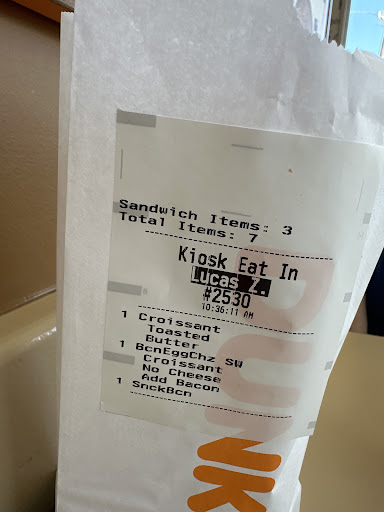 Sandwich Items: 3
Total Items: 7
Kiosk Eat In
Lucas Z.
#2530
10:36:11 AM
1 Croissant
Toasted
Butter
1 BcnEggChz SW
Croissant
No Cheese
Add Bacon
1 SnckBcn
DUNK